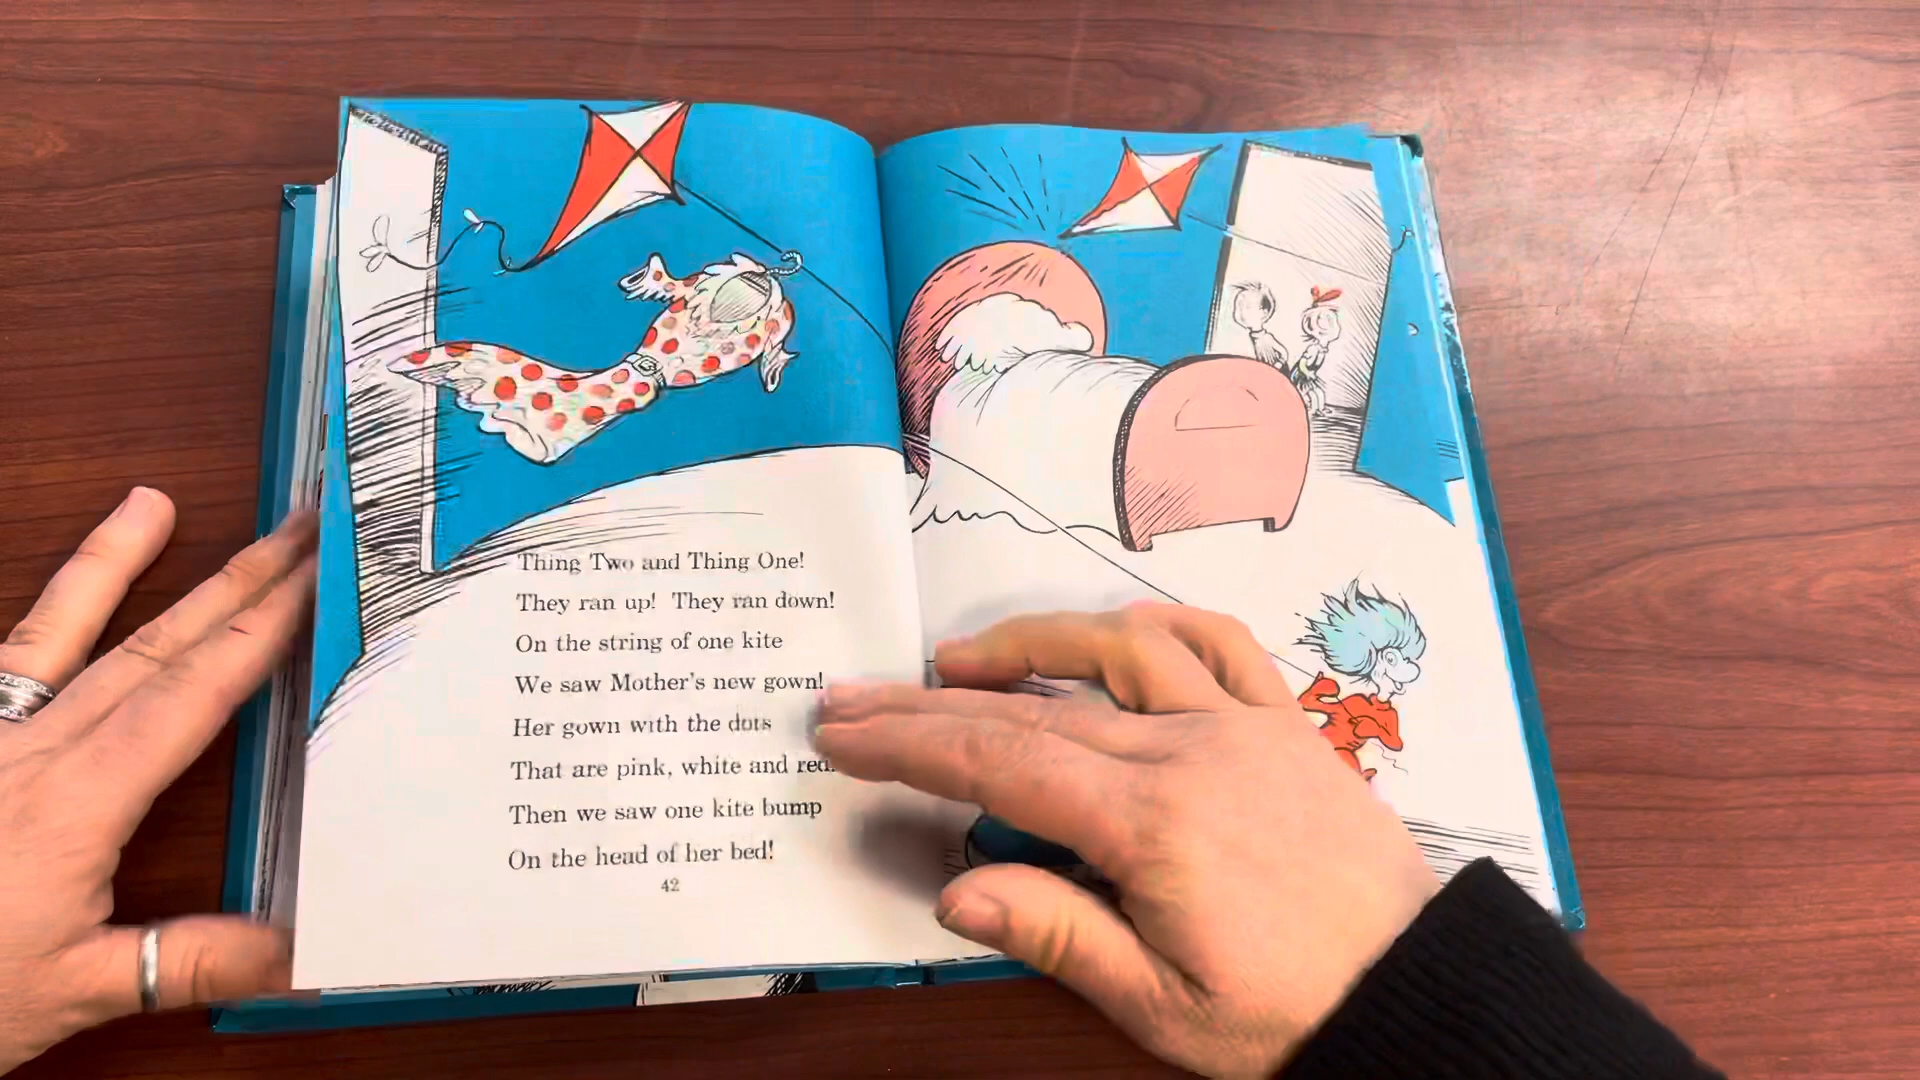 Thing Two and Thing One!
They ran up! They ran down!
On the string of one kite
We saw Mother's new gown!
Her gown with the dots
That are pink, white and red.
Then we saw one kite bump
On the head of her bed!
42